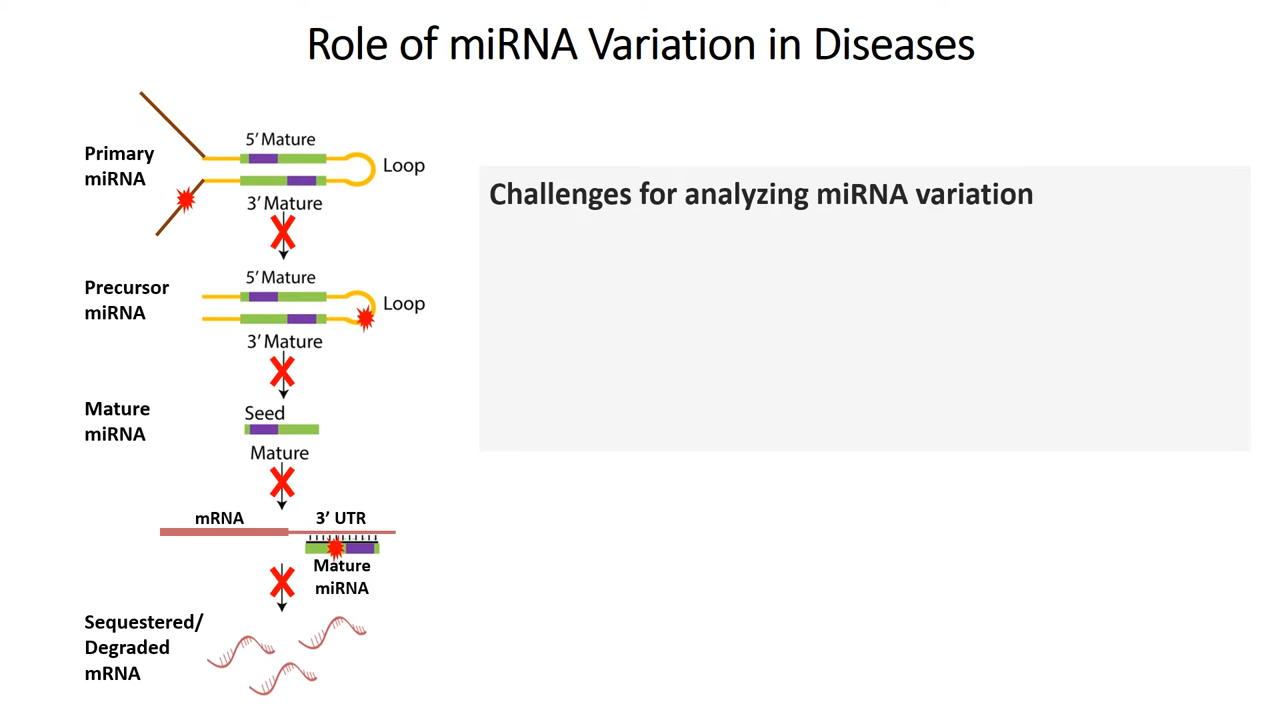 Role of miRNA Variation in Diseases
Primary
miRNA
5’ Mature
Loop
3’ Mature
Precursor
miRNA
5’ Mature
Loop
3’ Mature
Mature
miRNA
Seed
Mature
mRNA
3’ UTR
Mature
miRNA
Sequestered/
Degraded
mRNA
Challenges for analyzing miRNA variation